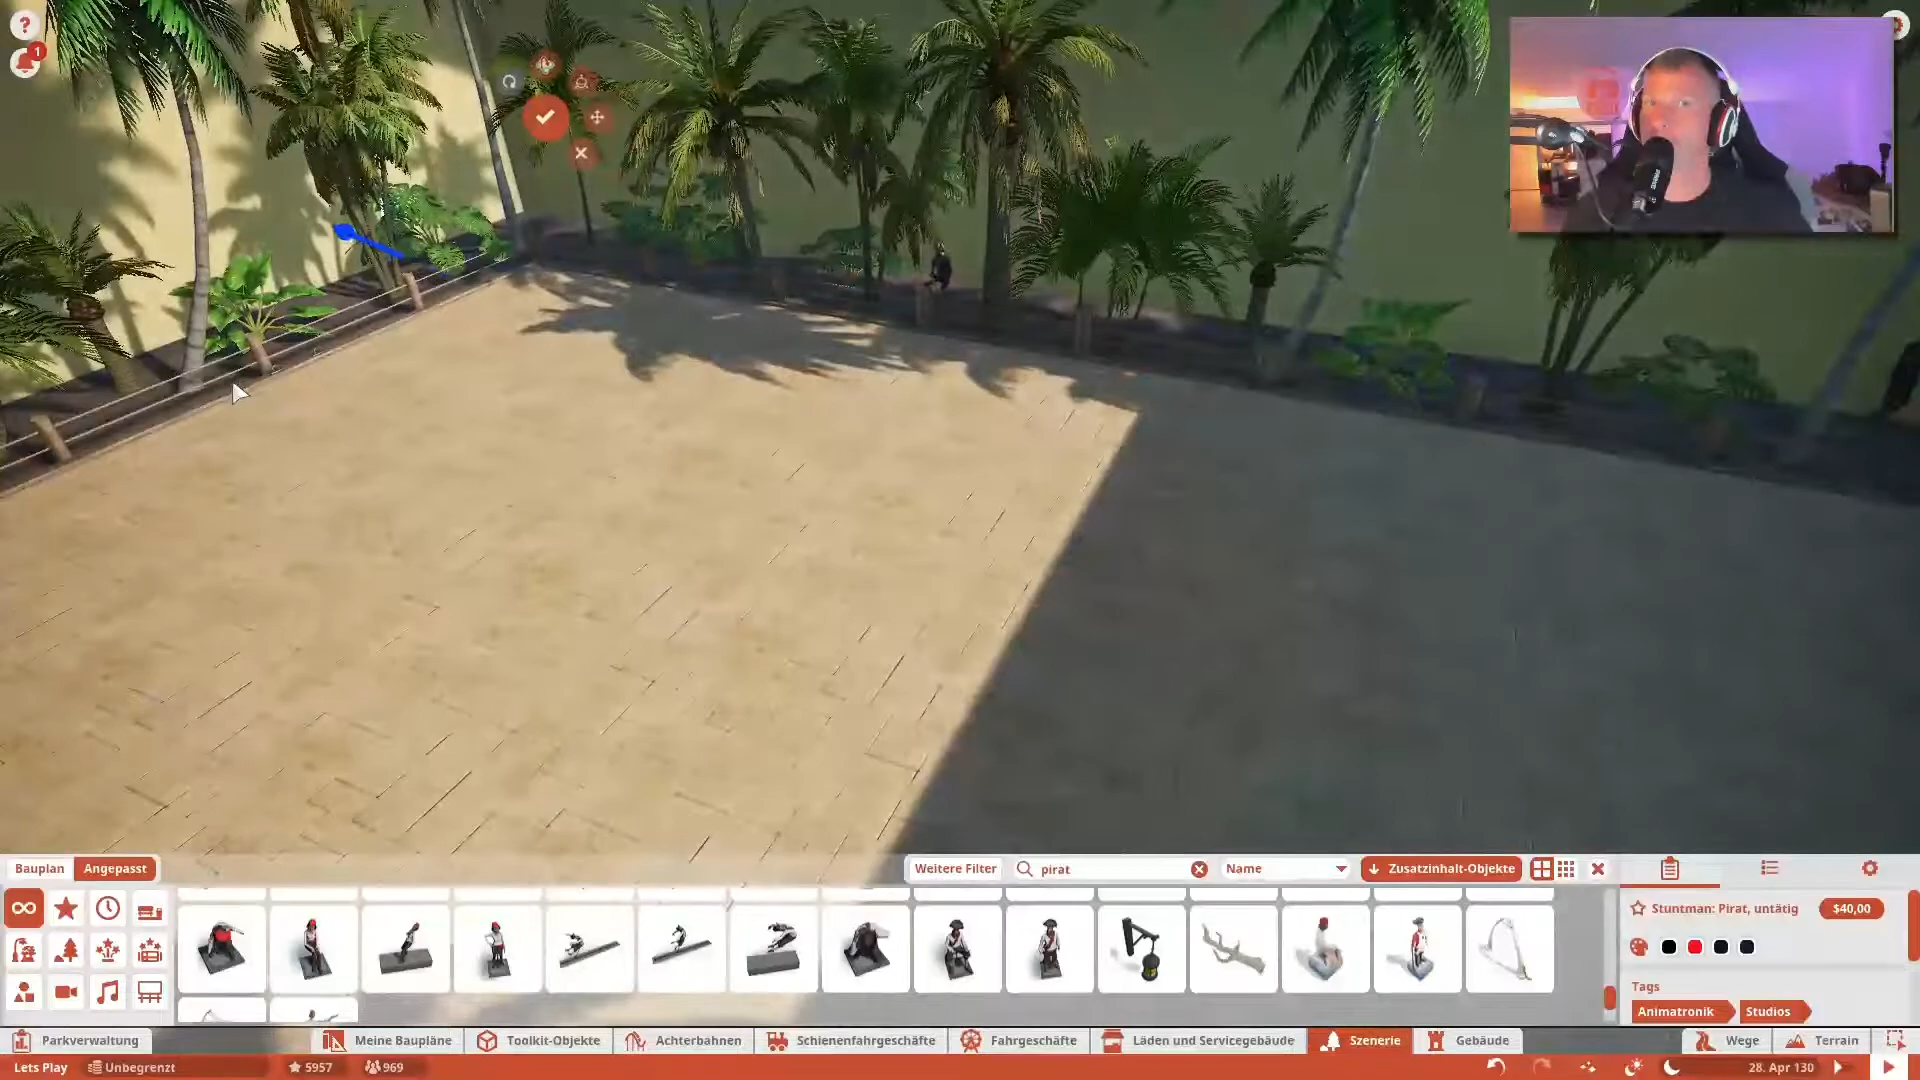 ?
1
Bauplan
Angepasst
Weitere Filter
pirat
Name
Zusatzinhalt-Objekte
Stuntman: Pirat, untätig
$40,00
Tags
Animatronik
Studios
Parkverwaltung
Meine Baupläne
Toolkit-Objekte
Achterbahnen
Schienenfahrgeschäfte
Fahrgeschäfte
Läden und Servicegebäude
Szenerie
Gebäude
Wege
Terrain
Lets Play
Unbegrenzt
5957
969
28. Apr 130